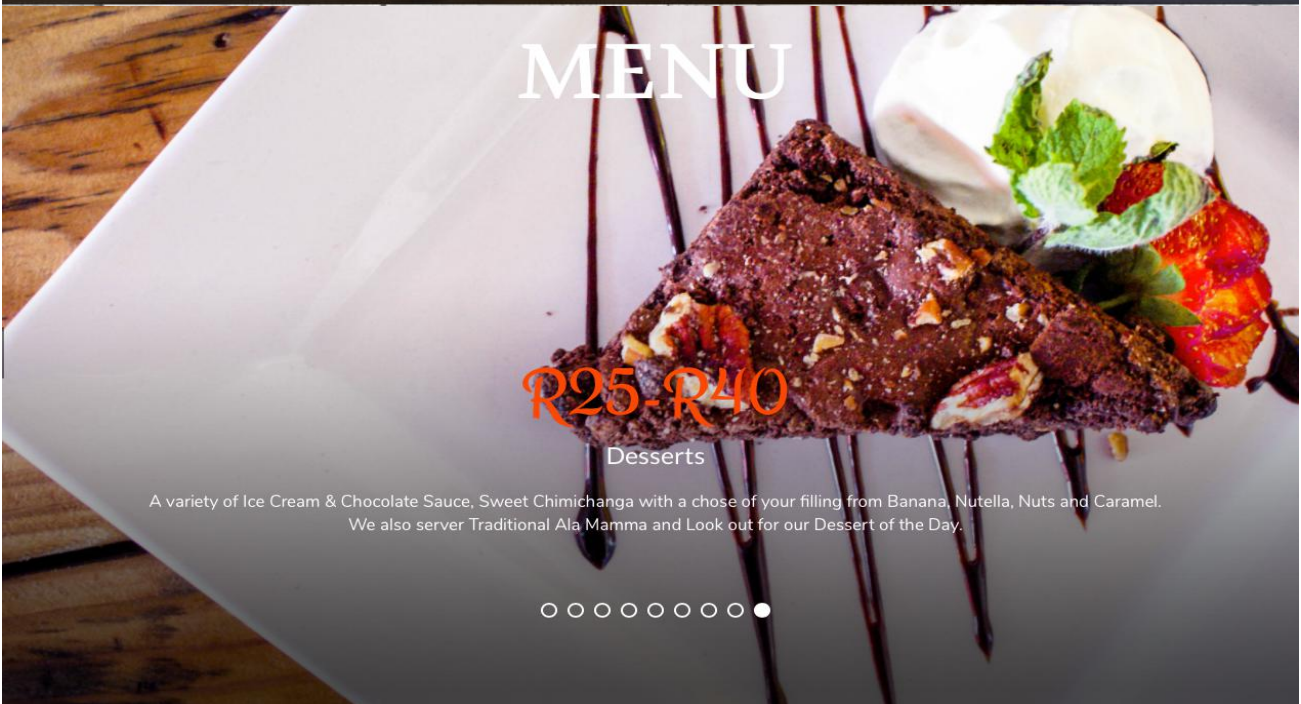 MENU
R25-R40
Desserts
A variety of Ice Cream & Chocolate Sauce, Sweet Chimichanga with a chose of your filling from Banana, Nutella, Nuts and Caramel.
We also server Traditional Ala Mamma and Look out for our Dessert of the Day.